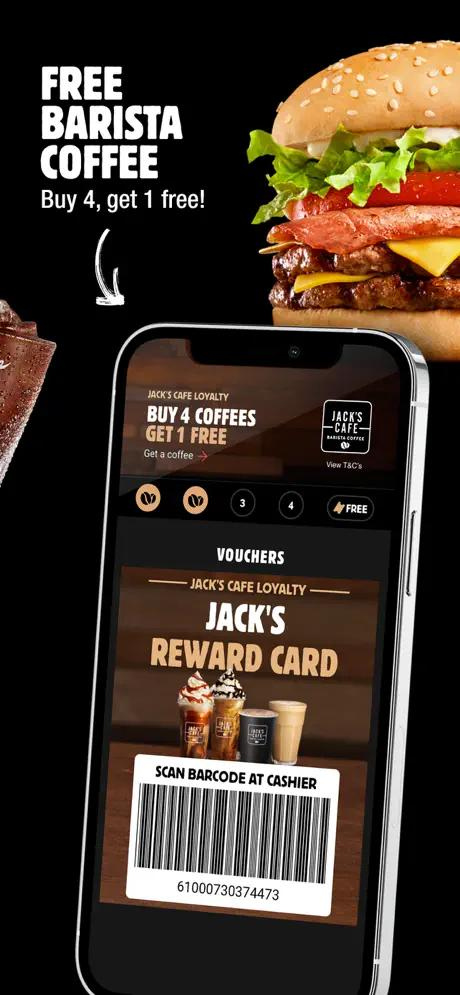 FREE
BARISTA
COFFEE
Buy 4, get 1 free!
JACK'S CAFE LOYALTY
BUY 4 COFFEES
GET 1 FREE
Get a coffee →
JACK'S
CAFE
BARISTA COFFEE
View T&C's
3
4
FREE
VOUCHERS
JACK'S CAFE LOYALTY
JACK'S
REWARD CARD
SCAN BARCODE AT CASHIER
61000730374473